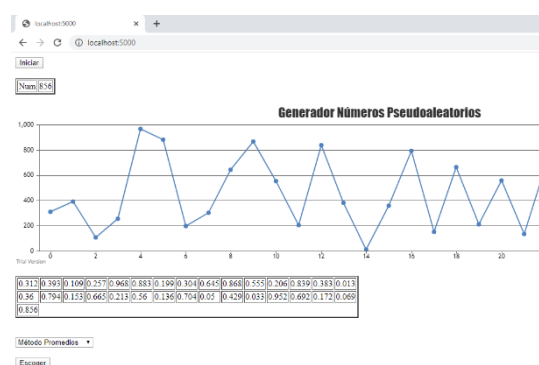 localhost:5000
localhost:5000
Iniciar
Num 856
Generador Números Pseudoaleatorios
1,000
800
600
400
200
0
0 2 4 6 8 10 12 14 16 18 20
Trial Version
0.312 0.393 0.109 0.257 0.968 0.883 0.199 0.304 0.645 0.868 0.555 0.206 0.839 0.383 0.013
0.36 0.794 0.153 0.665 0.213 0.56 0.136 0.704 0.05 0.429 0.033 0.952 0.692 0.172 0.069
0.856
Método Promedios
Escoger